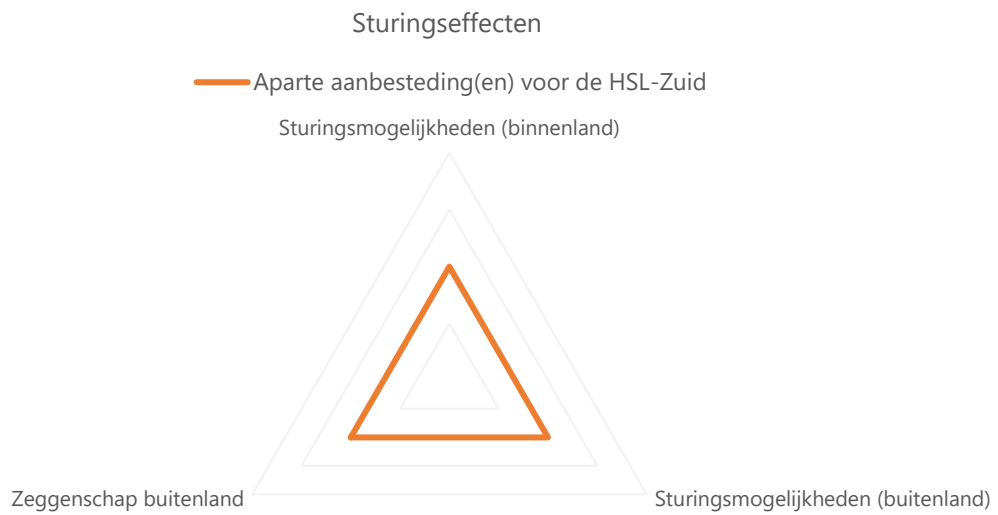 Sturingseffecten
Aparte aanbesteding(en) voor de HSL-Zuid
Sturingsmogelijkheden (binnenland)
Zeggenschap buitenland
Sturingsmogelijkheden (buitenland)